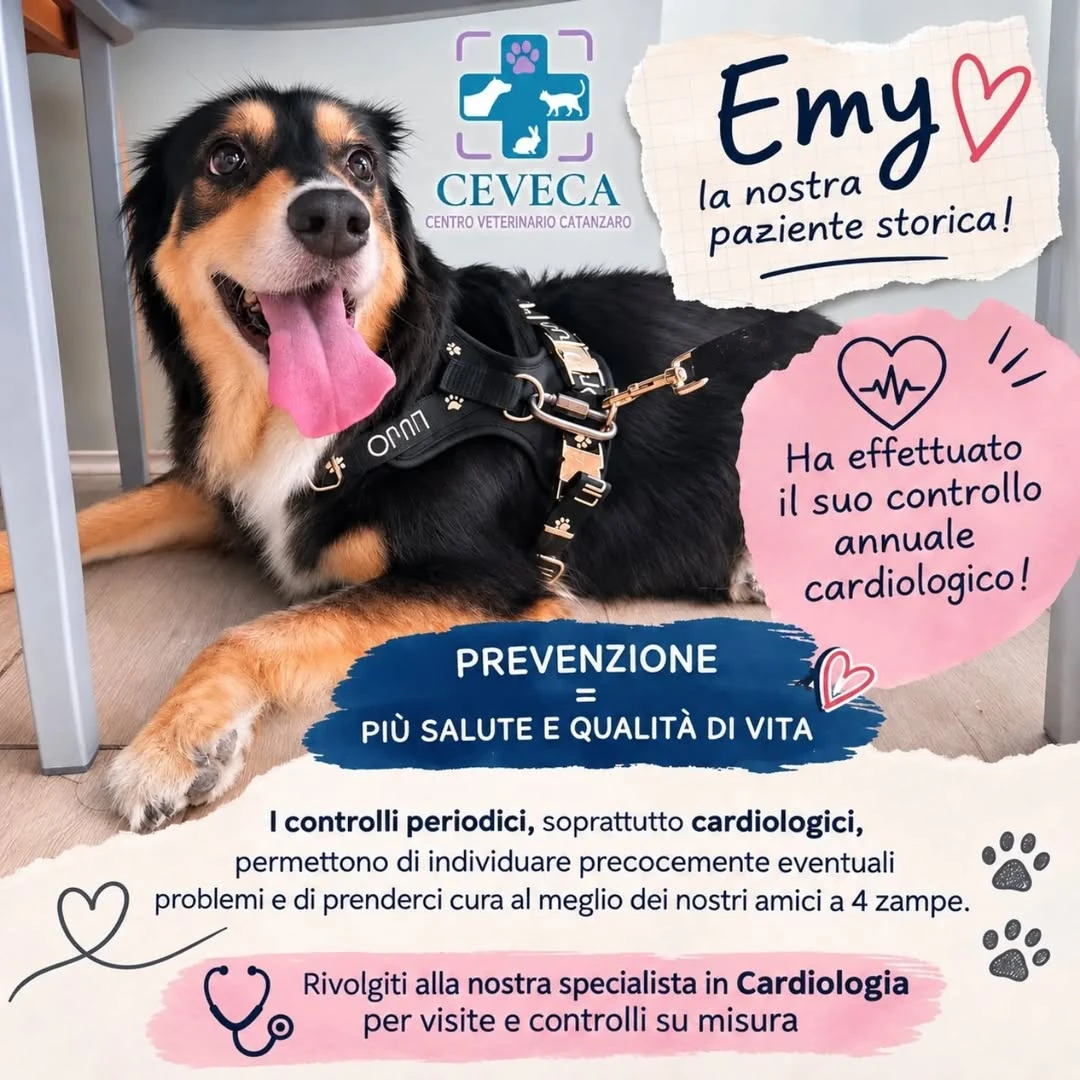 CEVECA
CENTRO VETERINARIO CATANZARO
Emy
la nostra
paziente storica!
Ha effettuato
il suo controllo
annuale
cardiologico!
PREVENZIONE
=
PIÙ SALUTE E QUALITÀ DI VITA
I controlli periodici, soprattutto cardiologici,
permettono di individuare precocemente eventuali
problemi e di prenderci cura al meglio dei nostri amici a 4 zampe.
Rivolgiti alla nostra specialista in Cardiologia
per visite e controlli su misura